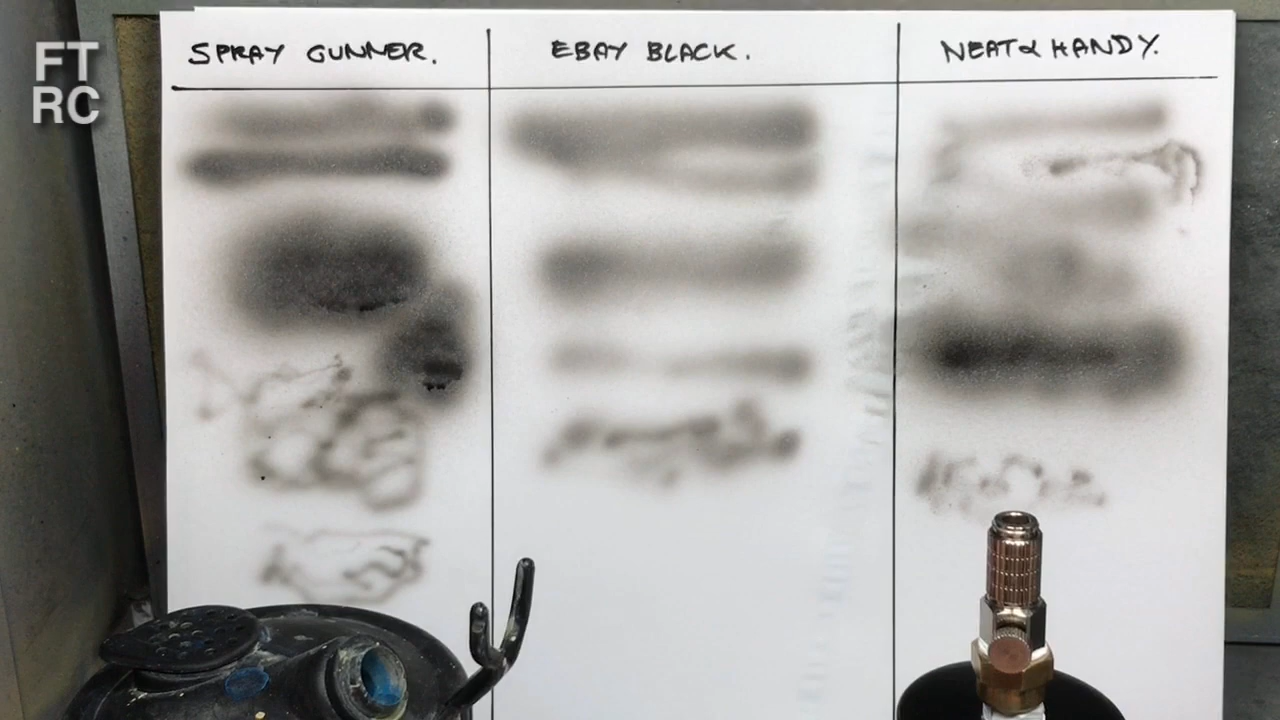 FT
RC
SPRAY GUNNER.
EBAY BLACK.
NEAT & HANDY.